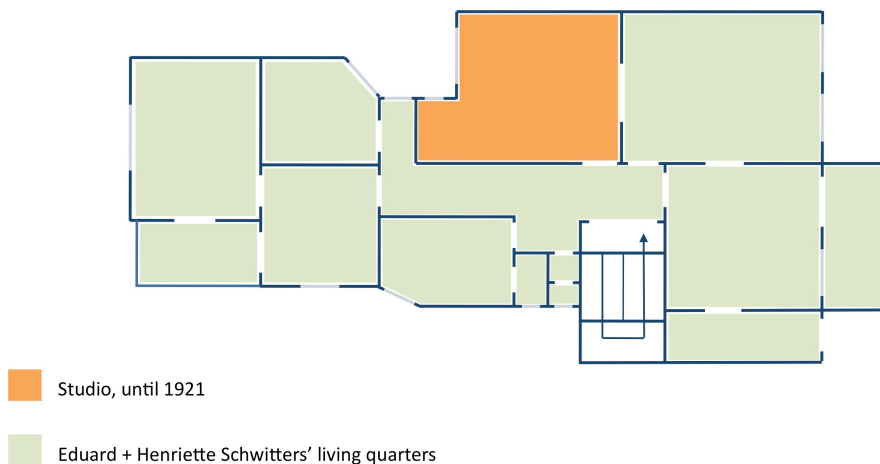 Studio, until 1921
Eduard + Henriette Schwitters’ living quarters